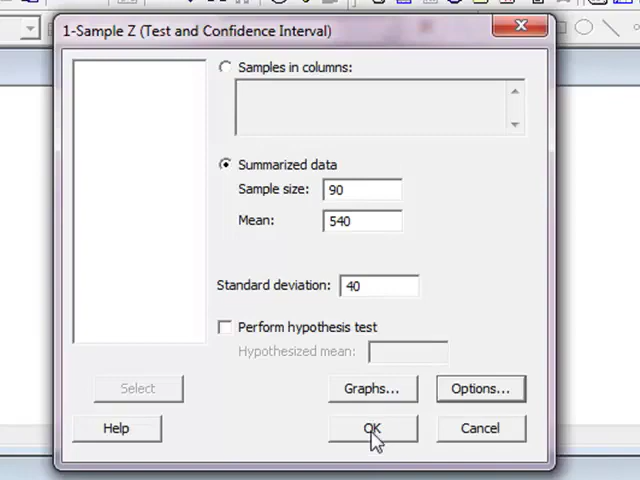 1-Sample Z (Test and Confidence Interval)
Samples in columns:
Summarized data
Sample size: 90
Mean: 540
Standard deviation: 40
Perform hypothesis test
Hypothesized mean:
Select
Graphs...
Options...
Help
OK
Cancel